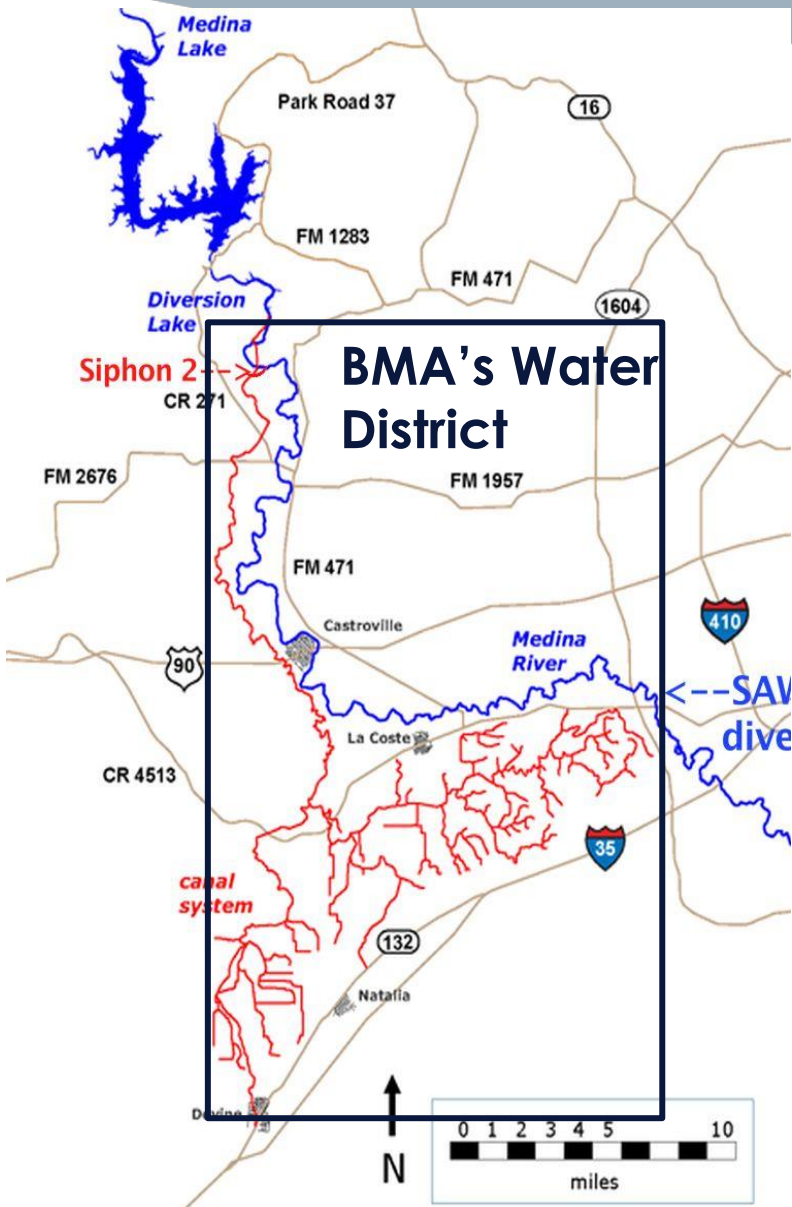 Medina
Lake
Park Road 37
16
FM 1283
FM 471
Diversion
Lake
1604
BMA's Water
District
Siphon 2-->
CR 271
FM 2676
FM 1957
FM 471
Castroville
410
Medina
River
90
<--SAW
dive
La Coste
CR 4513
35
canal
system
132
Natalia
Devine
0 1 2 3 4 5 10
miles
N